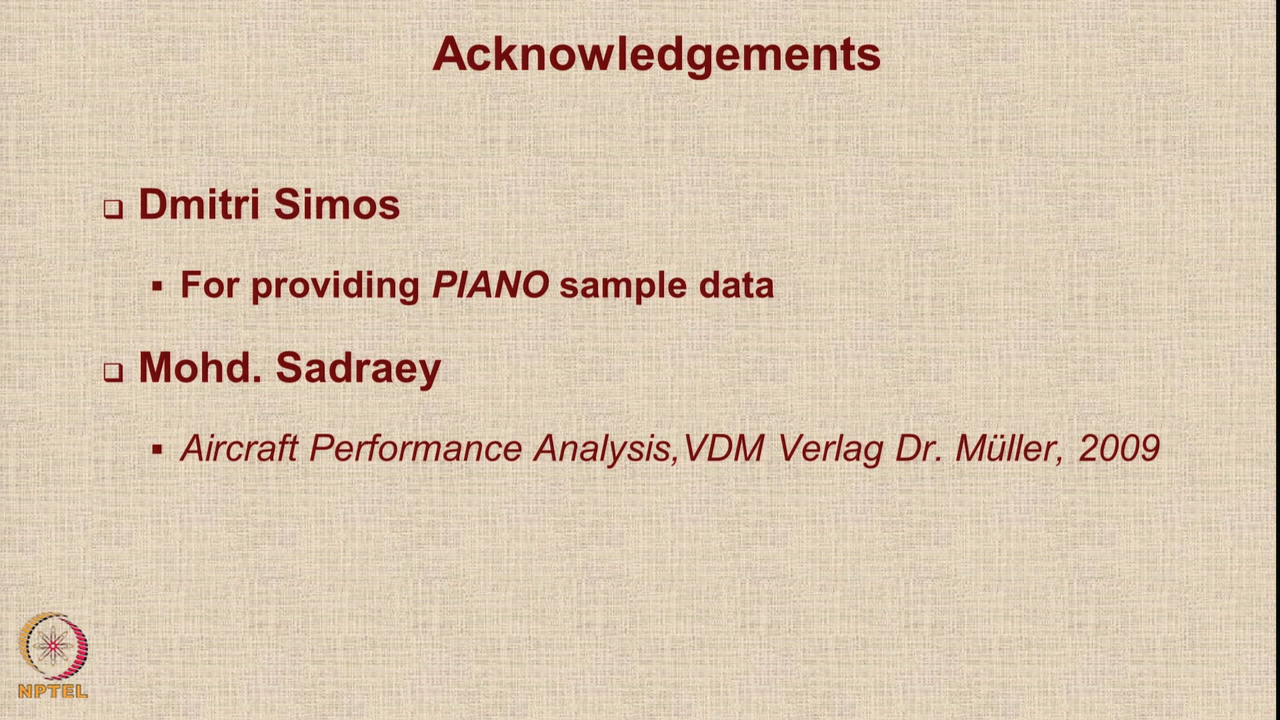 Acknowledgements
Dmitri Simos
For providing PIANO sample data
Mohd. Sadraey
Aircraft Performance Analysis,VDM Verlag Dr. Müller, 2009
NPTEL